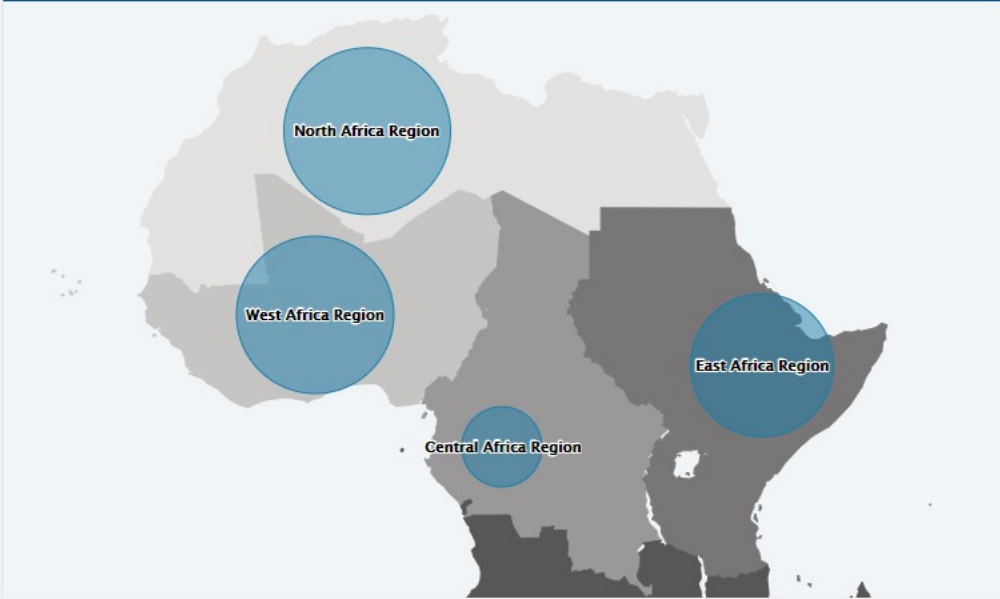 North Africa Region
West Africa Region
East Africa Region
Central Africa Region